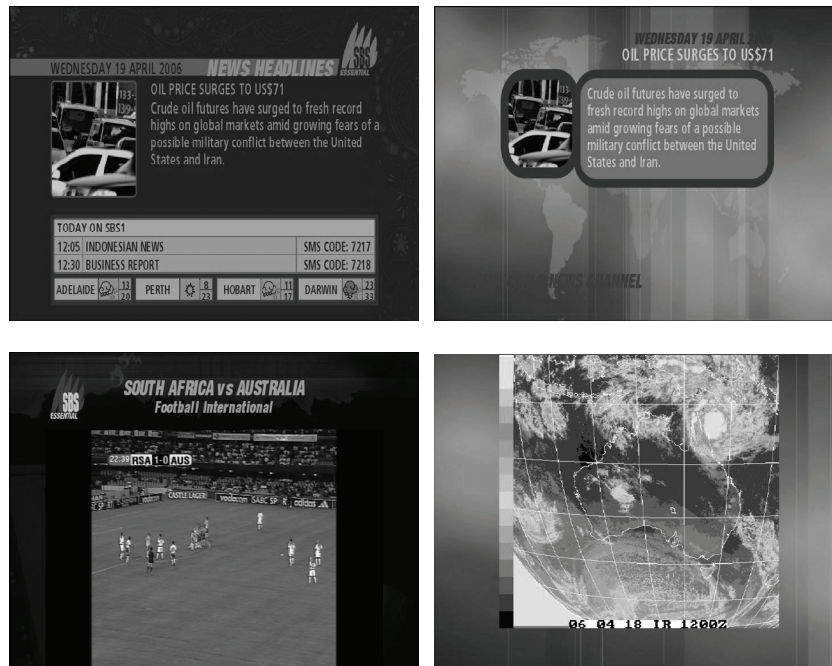 SBS
ESSENTIAL
WEDNESDAY 19 APRIL 2006 NEWS HEADLINES
OIL PRICE SURGES TO US$71
Crude oil futures have surged to fresh record
highs on global markets amid growing fears of a
possible military conflict between the United
States and Iran.
TODAY ON SBS1
12:05 INDONESIAN NEWS SMS CODE: 7217
12:30 BUSINESS REPORT SMS CODE: 7218
ADELAIDE 13 20 PERTH 8 23 HOBART 11 17 DARWIN 23 33
WEDNESDAY 19 APRIL
OIL PRICE SURGES TO US$71
Crude oil futures have surged to
fresh record highs on global markets
amid growing fears of a possible
military conflict between the United
States and Iran.
NEWS CHANNEL
SBS
ESSENTIAL
SOUTH AFRICA vs AUSTRALIA
Football International
22:39 RSA 1-0 AUS
CASTLE LAGER vodacom SABC SP adidas
06 04 18 IR 1200Z